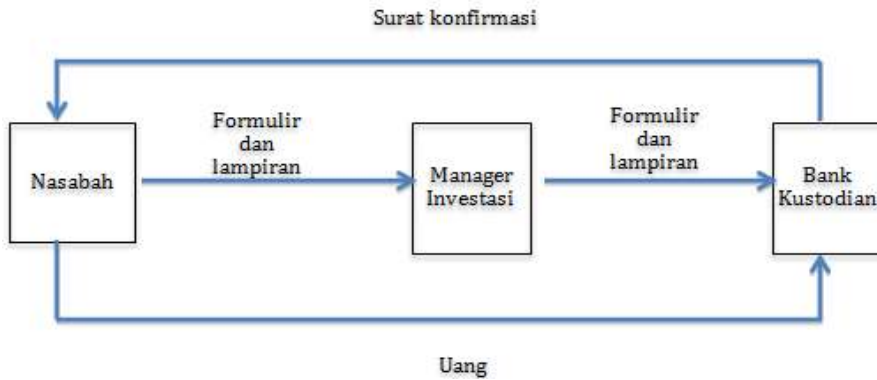 Surat konfirmasi
Formulir
dan
lampiran
Formulir
dan
lampiran
Nasabah
Manager
Investasi
Bank
Kustodian
Uang